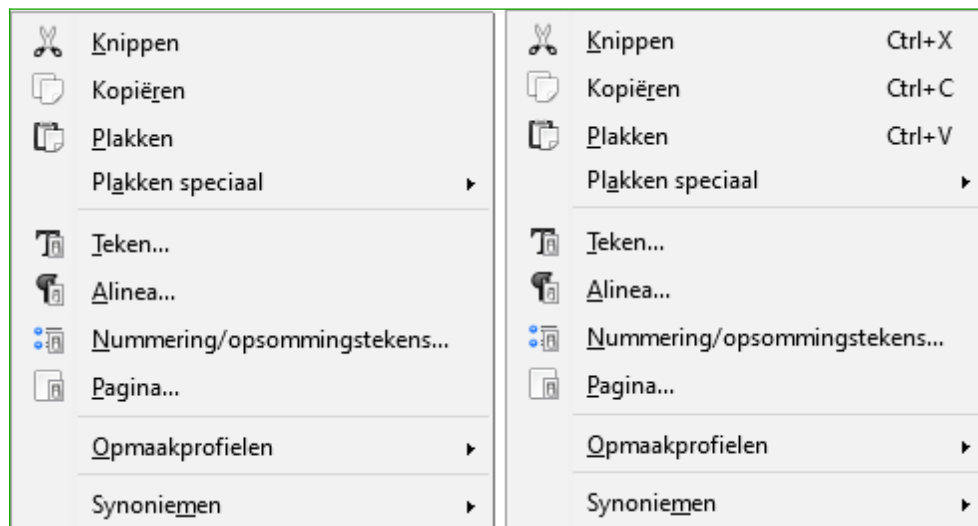 Knippen
Kopiëren
Plakken
Plakken speciaal
Teken...
Alinea...
Nummering/opsommingstekens...
Pagina...
Opmaakprofielen
Synoniemen
Knippen Ctrl+X
Kopiëren Ctrl+C
Plakken Ctrl+V
Plakken speciaal
Teken...
Alinea...
Nummering/opsommingstekens...
Pagina...
Opmaakprofielen
Synoniemen